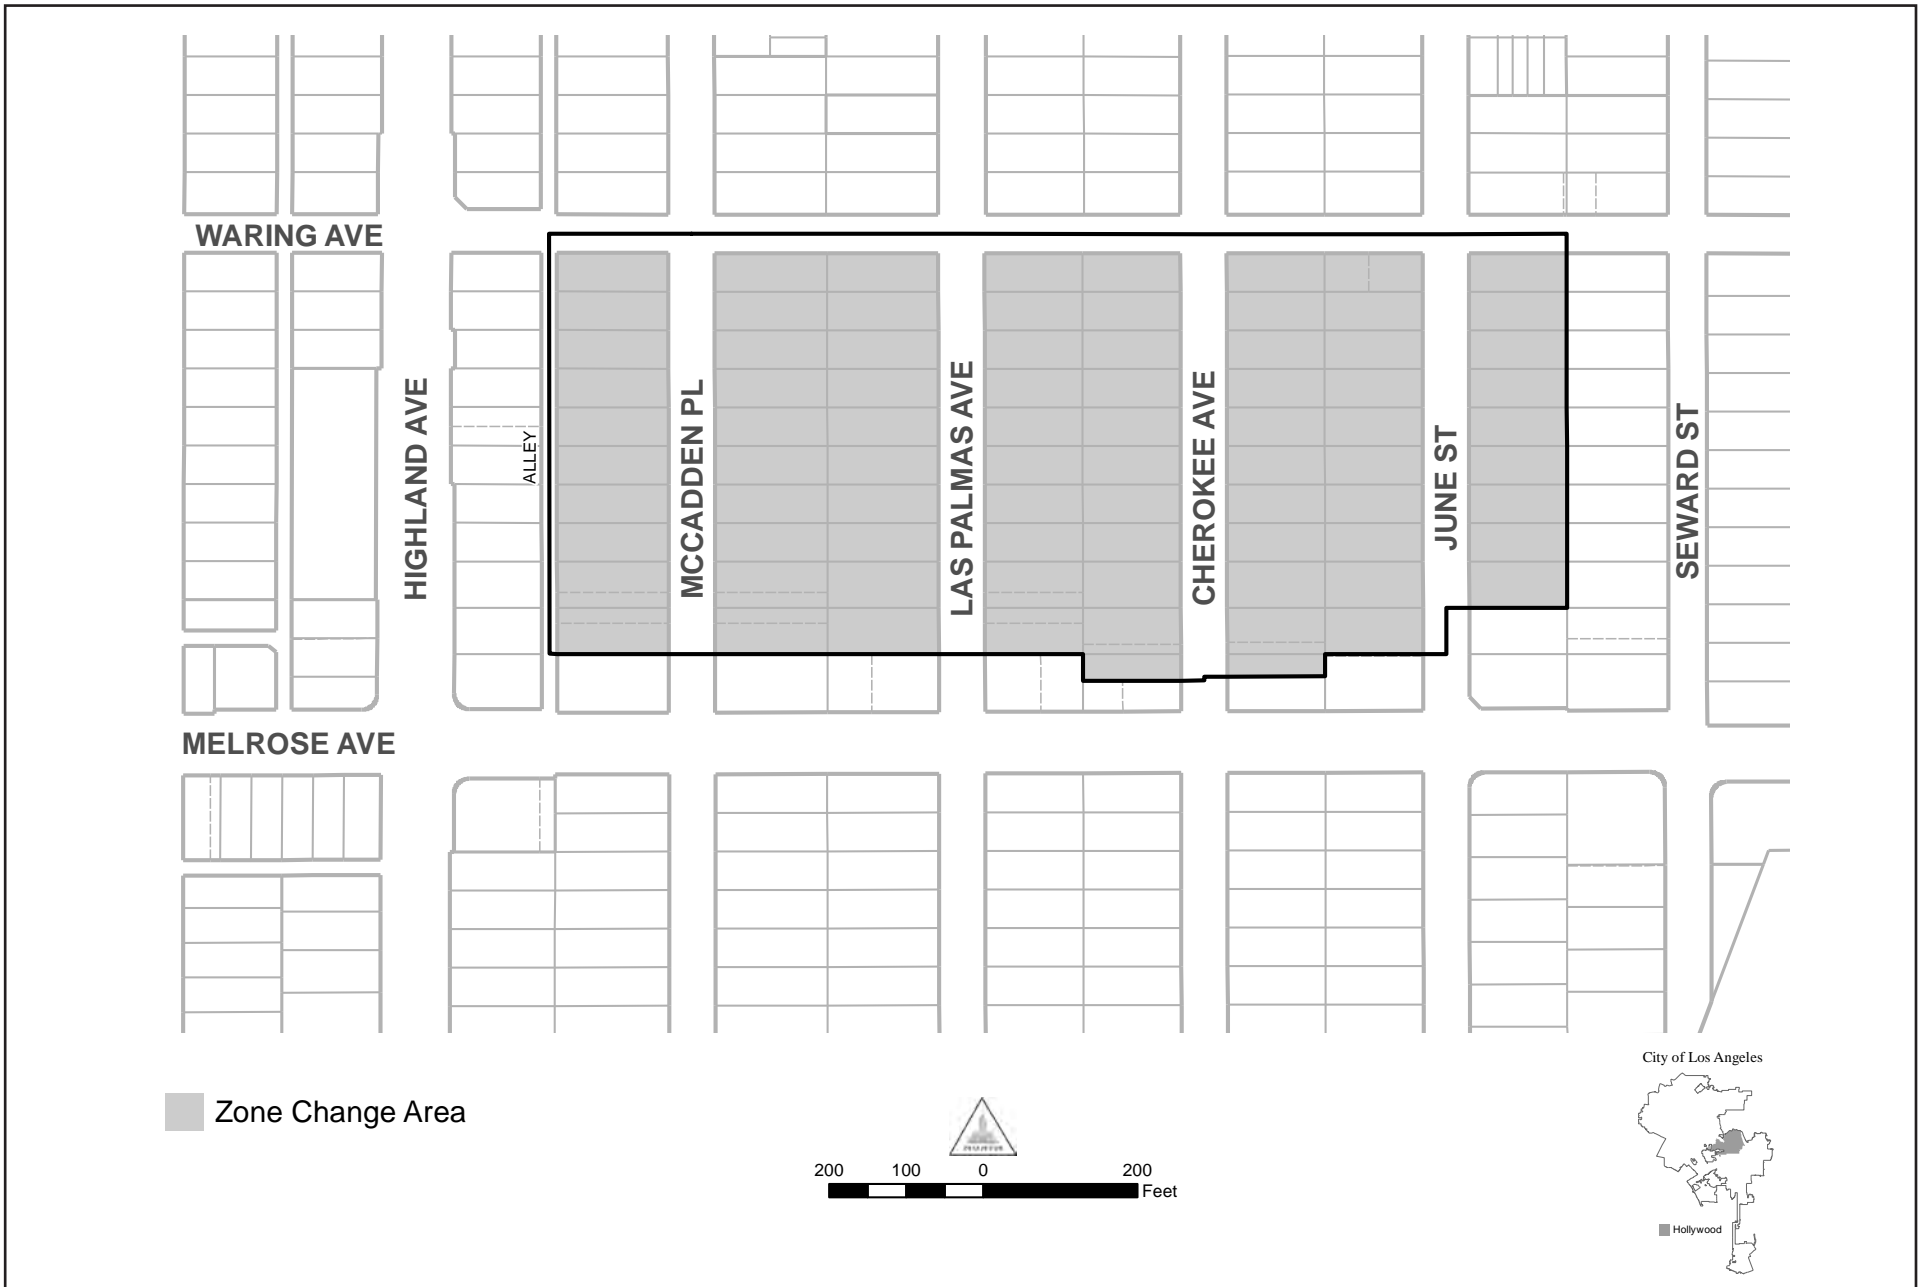 WARING AVE
HIGHLAND AVE
ALLEY
MCCADDEN PL
LAS PALMAS AVE
CHEROKEE AVE
JUNE ST
SEWARD ST
MELROSE AVE
Zone Change Area
200 100 0 200
Feet
City of Los Angeles
Hollywood